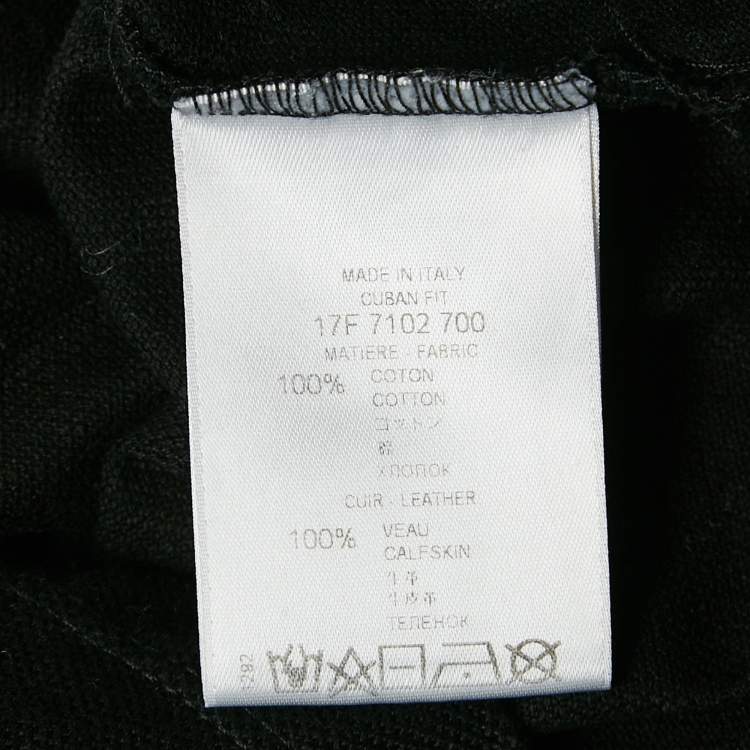 MADE IN ITALY
CUBAN FIT
17F 7102 700
MATIERE - FABRIC
100% COTON
COTTON
コットン
棉
ХЛОПОК
CUIR - LEATHER
100% VEAU
CALFSKIN
牛革
牛皮革
ТЕЛЕНОК
1292